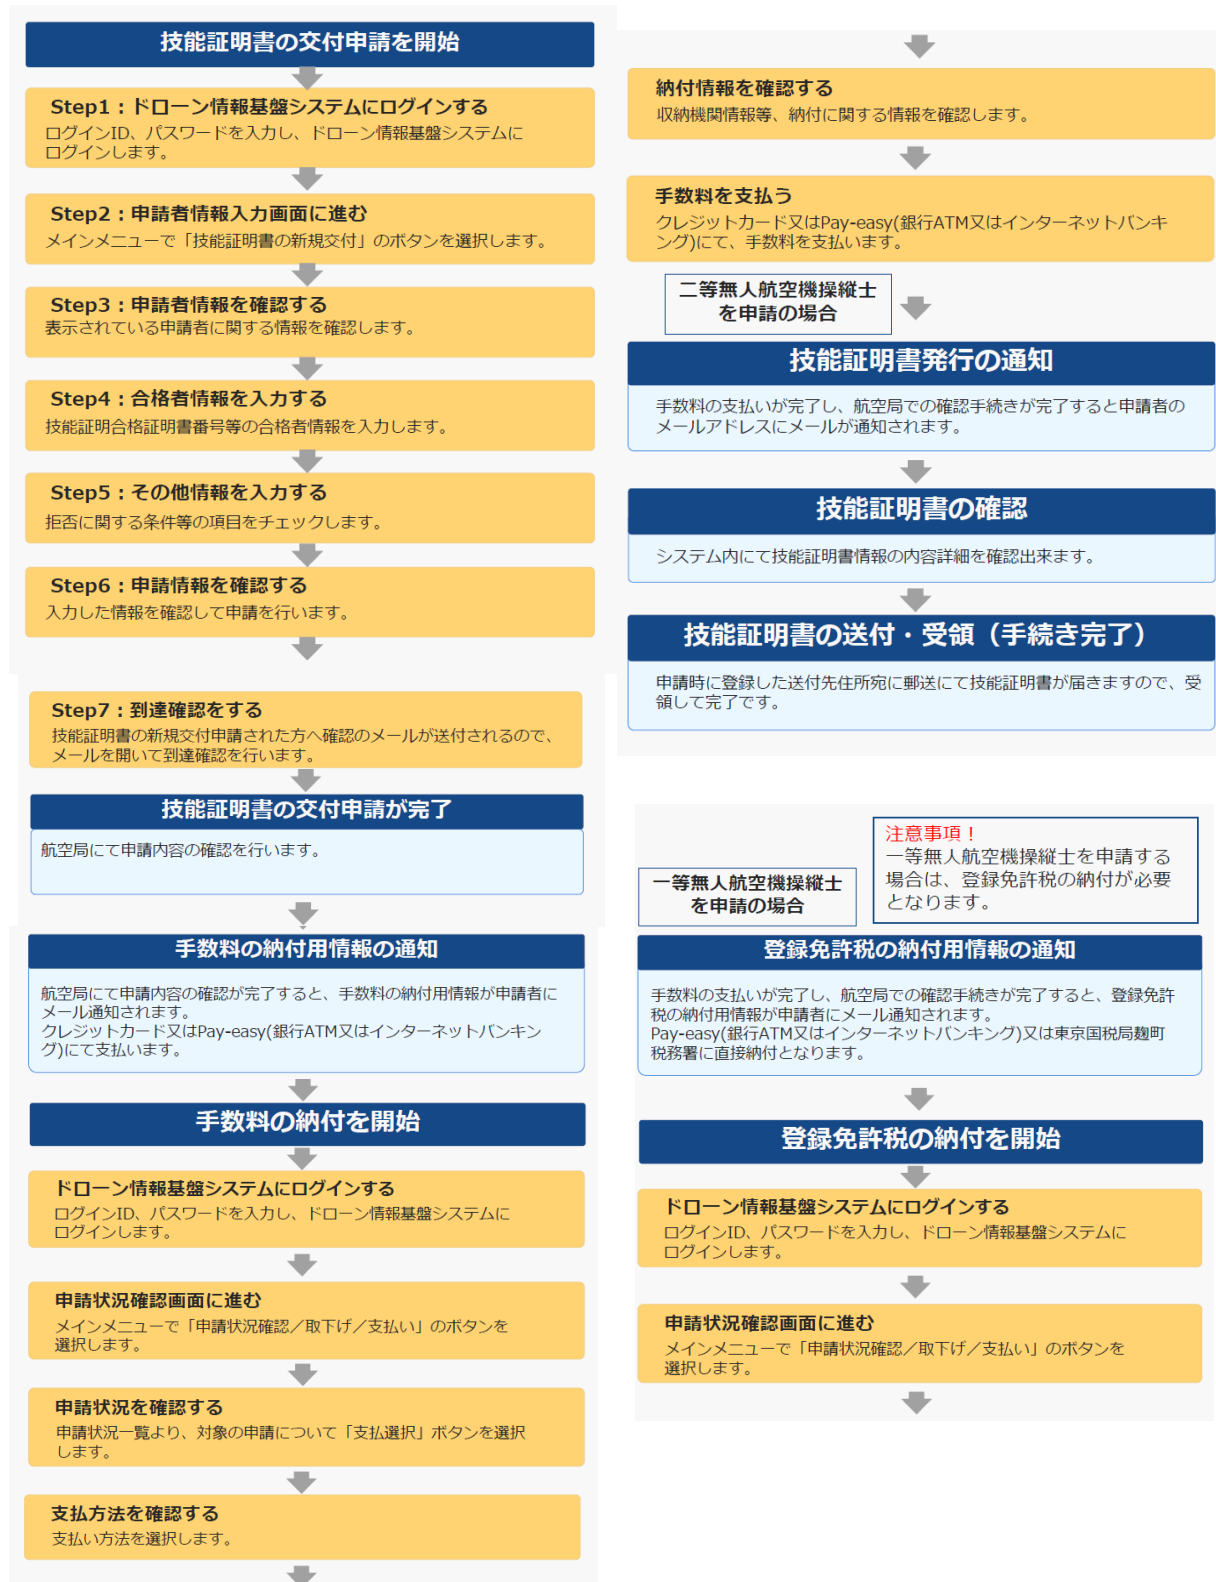 技能証明書の交付申請を開始
Step1：ドローン情報基盤システムにログインする
ログインID、パスワードを入力し、ドローン情報基盤システムに
ログインします。
Step2：申請者情報入力画面に進む
メインメニューで「技能証明書の新規交付」のボタンを選択します。
Step3：申請者情報を確認する
表示されている申請者に関する情報を確認します。
Step4：合格者情報を入力する
技能証明合格証明書番号等の合格者情報を入力します。
Step5：その他情報を入力する
拒否に関する条件等の項目をチェックします。
Step6：申請情報を確認する
入力した情報を確認して申請を行います。
Step7：到達確認をする
技能証明書の新規交付申請された方へ確認のメールが送付されるので、
メールを開いて到達確認を行います。
技能証明書の交付申請が完了
航空局にて申請内容の確認を行います。
手数料の納付用情報の通知
航空局にて申請内容の確認が完了すると、手数料の納付用情報が申請者に
メール通知されます。
クレジットカード又はPay-easy(銀行ATM又はインターネットバンキン
グ)にて支払います。
手数料の納付を開始
ドローン情報基盤システムにログインする
ログインID、パスワードを入力し、ドローン情報基盤システムに
ログインします。
申請状況確認画面に進む
メインメニューで「申請状況確認／取下げ／支払い」のボタンを
選択します。
申請状況を確認する
申請状況一覧より、対象の申請について「支払選択」ボタンを選択
します。
支払方法を確認する
支払い方法を選択します。
納付情報を確認する
収納機関情報等、納付に関する情報を確認します。
手数料を支払う
クレジットカード又はPay-easy(銀行ATM又はインターネットバンキ
ング)にて、手数料を支払います。
二等無人航空機操縦士
を申請の場合
技能証明書発行の通知
手数料の支払いが完了し、航空局での確認手続きが完了すると申請者の
メールアドレスにメールが通知されます。
技能証明書の確認
システム内にて技能証明書情報の内容詳細を確認出来ます。
技能証明書の送付・受領（手続き完了）
申請時に登録した送付先住所宛に郵送にて技能証明書が届きますので、受
領して完了です。
注意事項！
一等無人航空機操縦士を申請する
場合は、登録免許税の納付が必要
となります。
一等無人航空機操縦士
を申請の場合
登録免許税の納付用情報の通知
手数料の支払いが完了し、航空局での確認手続きが完了すると、登録免許
税の納付用情報が申請者にメール通知されます。
Pay-easy(銀行ATM又はインターネットバンキング)又は東京国税局麹町
税務署に直接納付となります。
登録免許税の納付を開始
ドローン情報基盤システムにログインする
ログインID、パスワードを入力し、ドローン情報基盤システムに
ログインします。
申請状況確認画面に進む
メインメニューで「申請状況確認／取下げ／支払い」のボタンを
選択します。